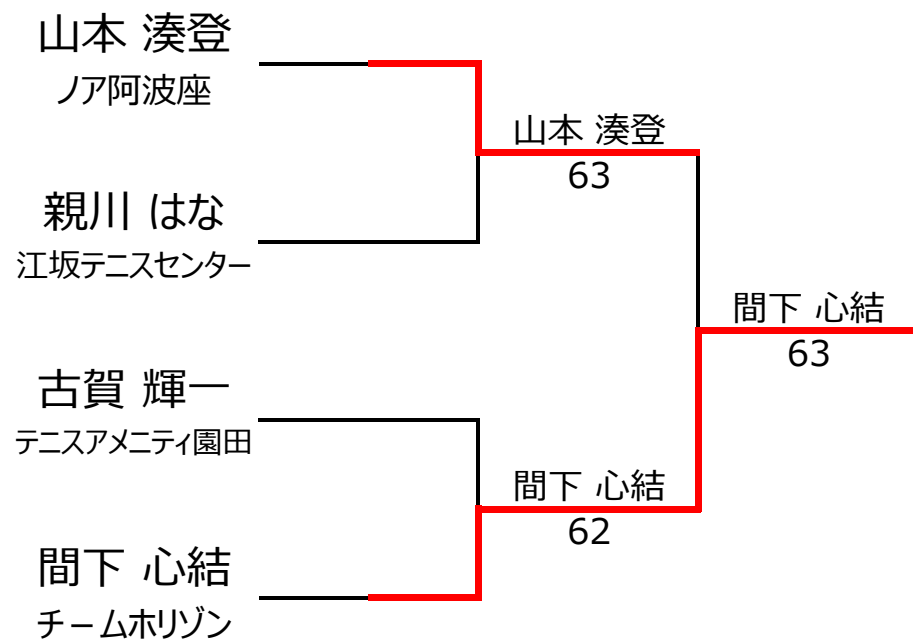 山本 湊登
ノア阿波座
親川 はな
江坂テニスセンター
古賀 輝一
テニスアメニティ園田
間下 心結
チームホリゾン
山本 湊登
63
間下 心結
62
間下 心結
63